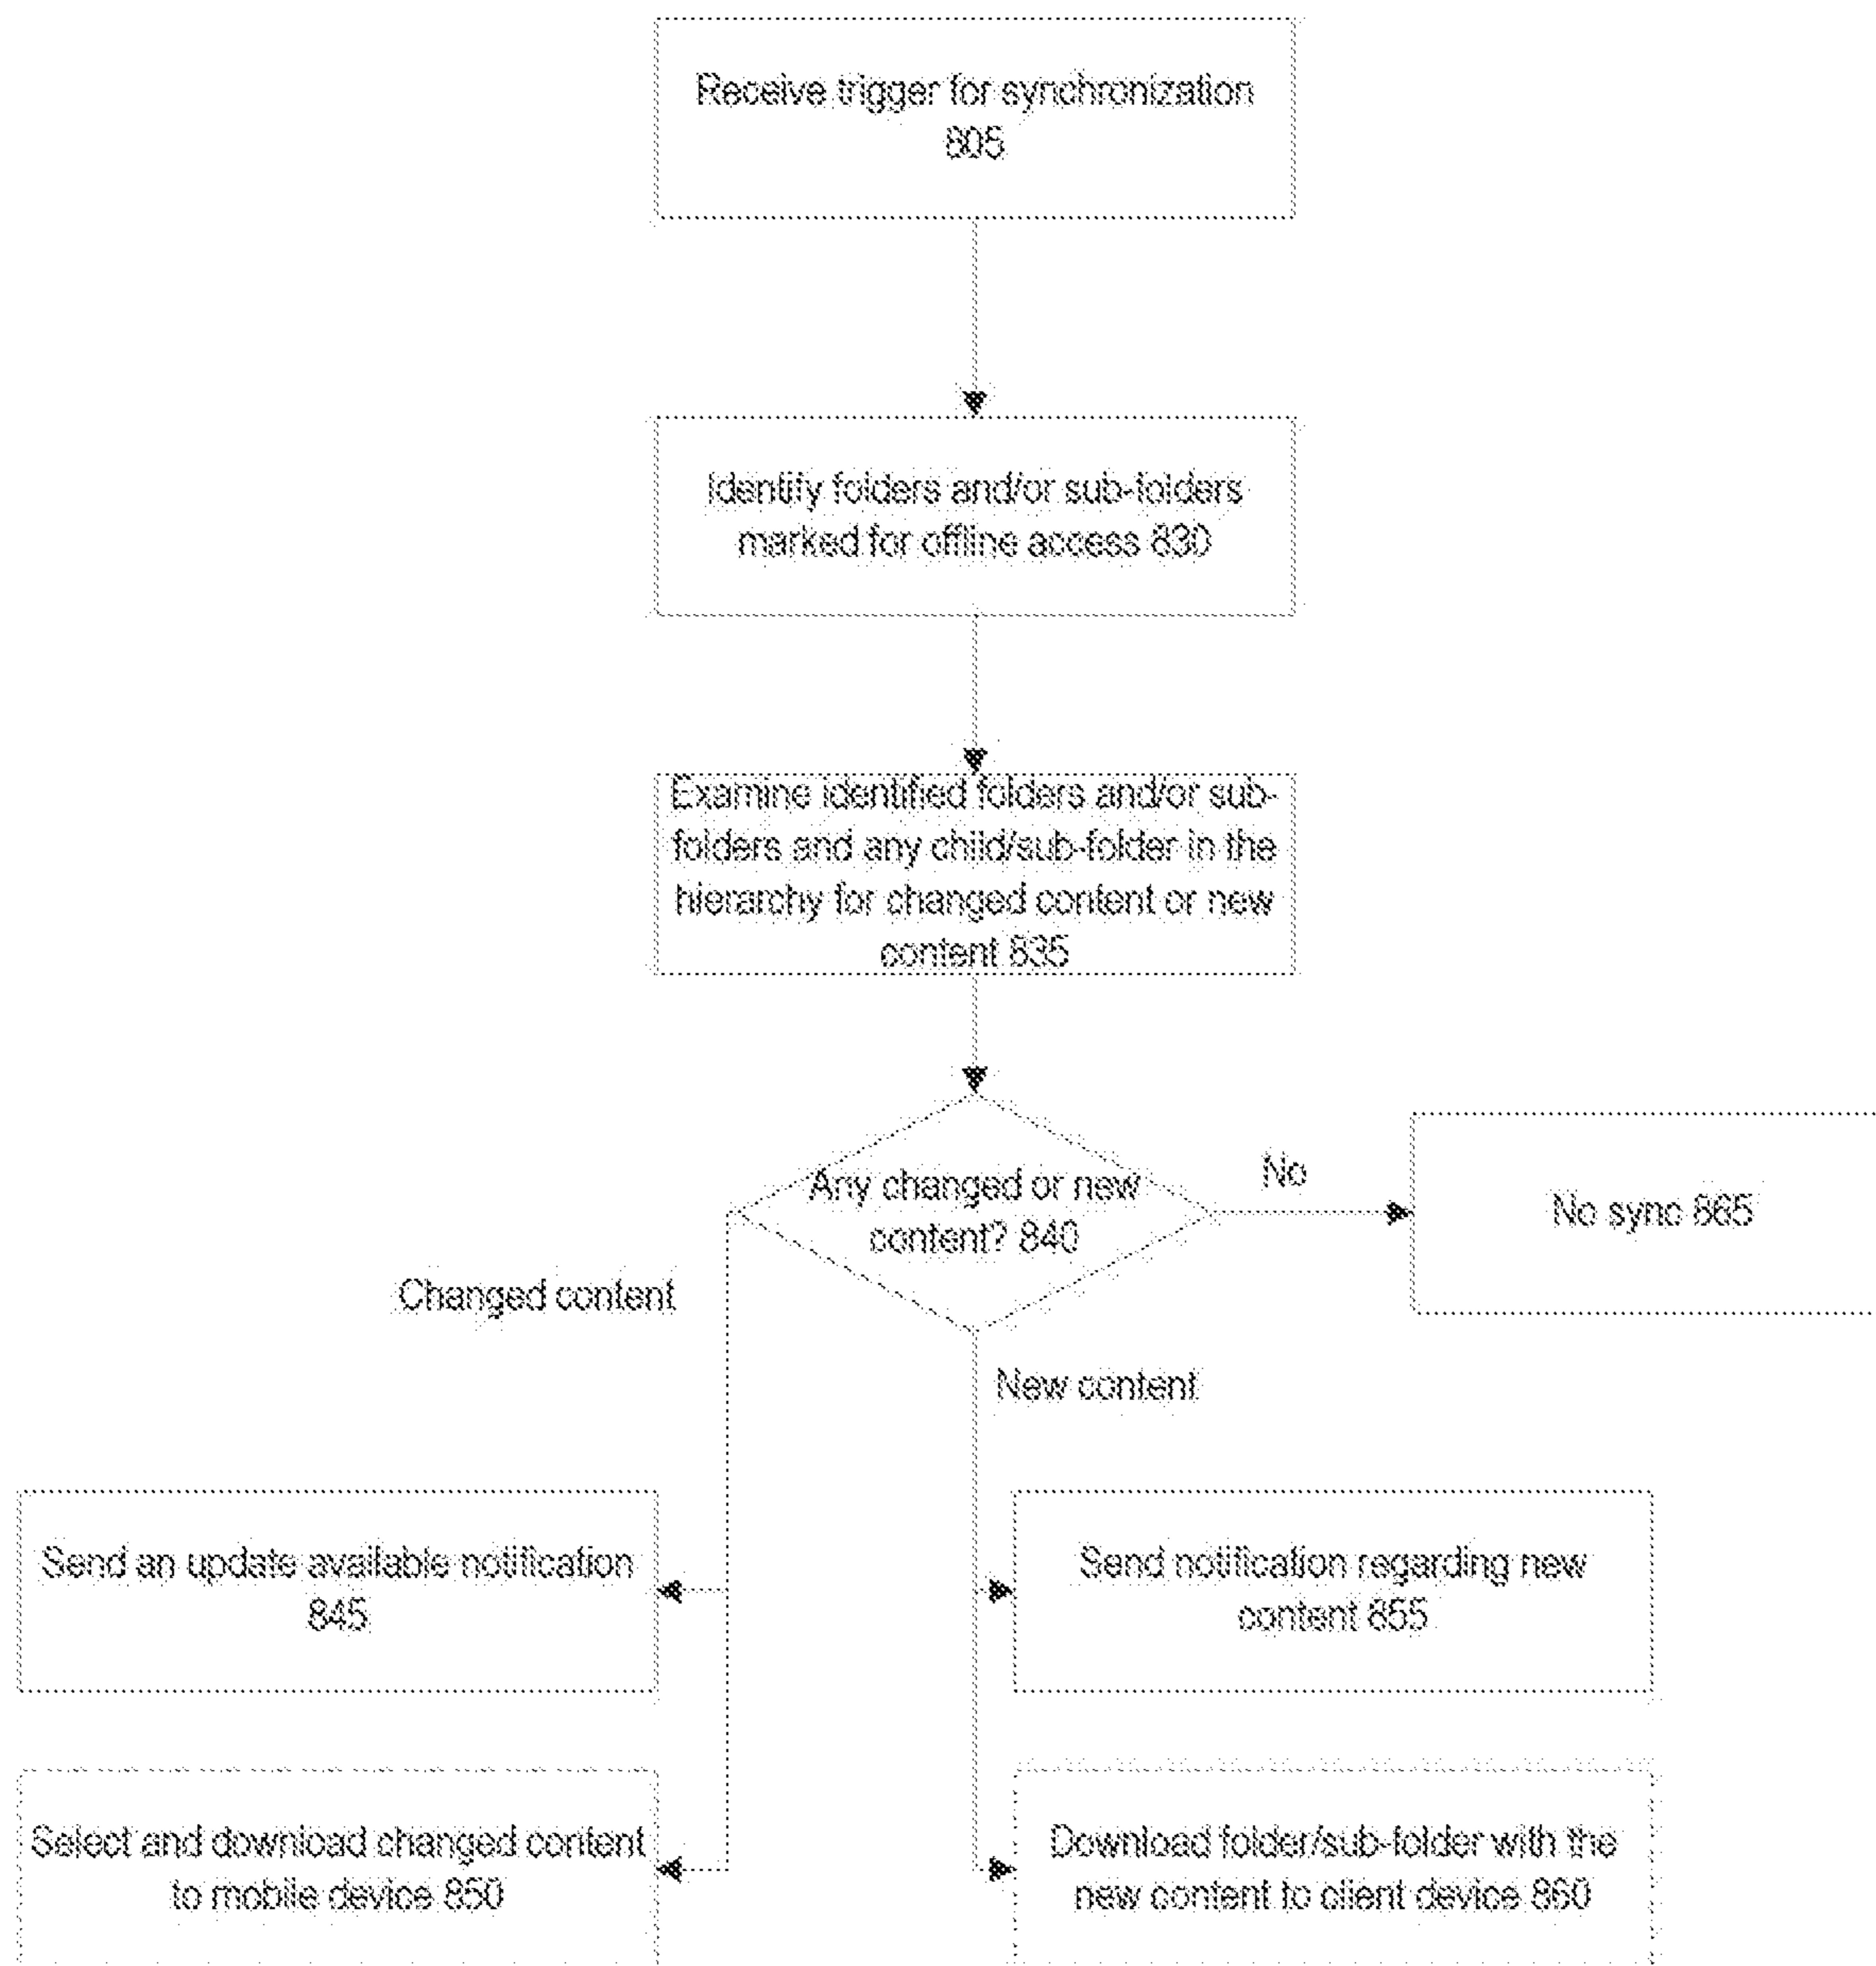 Receive trigger for synchronization
805
Identify folders and/or sub-folders
marked for offline access 830
Examine identified folders and/or sub-
folders and any child/sub-folder in the
hierarchy for changed content or new
content 835
Any changed or new
content? 840
No
No sync 865
Changed content
New content
Send an update available notification
845
Send notification regarding new
content 855
Select and download changed content
to mobile device 850
Download folder/sub-folder with the
new content to client device 860